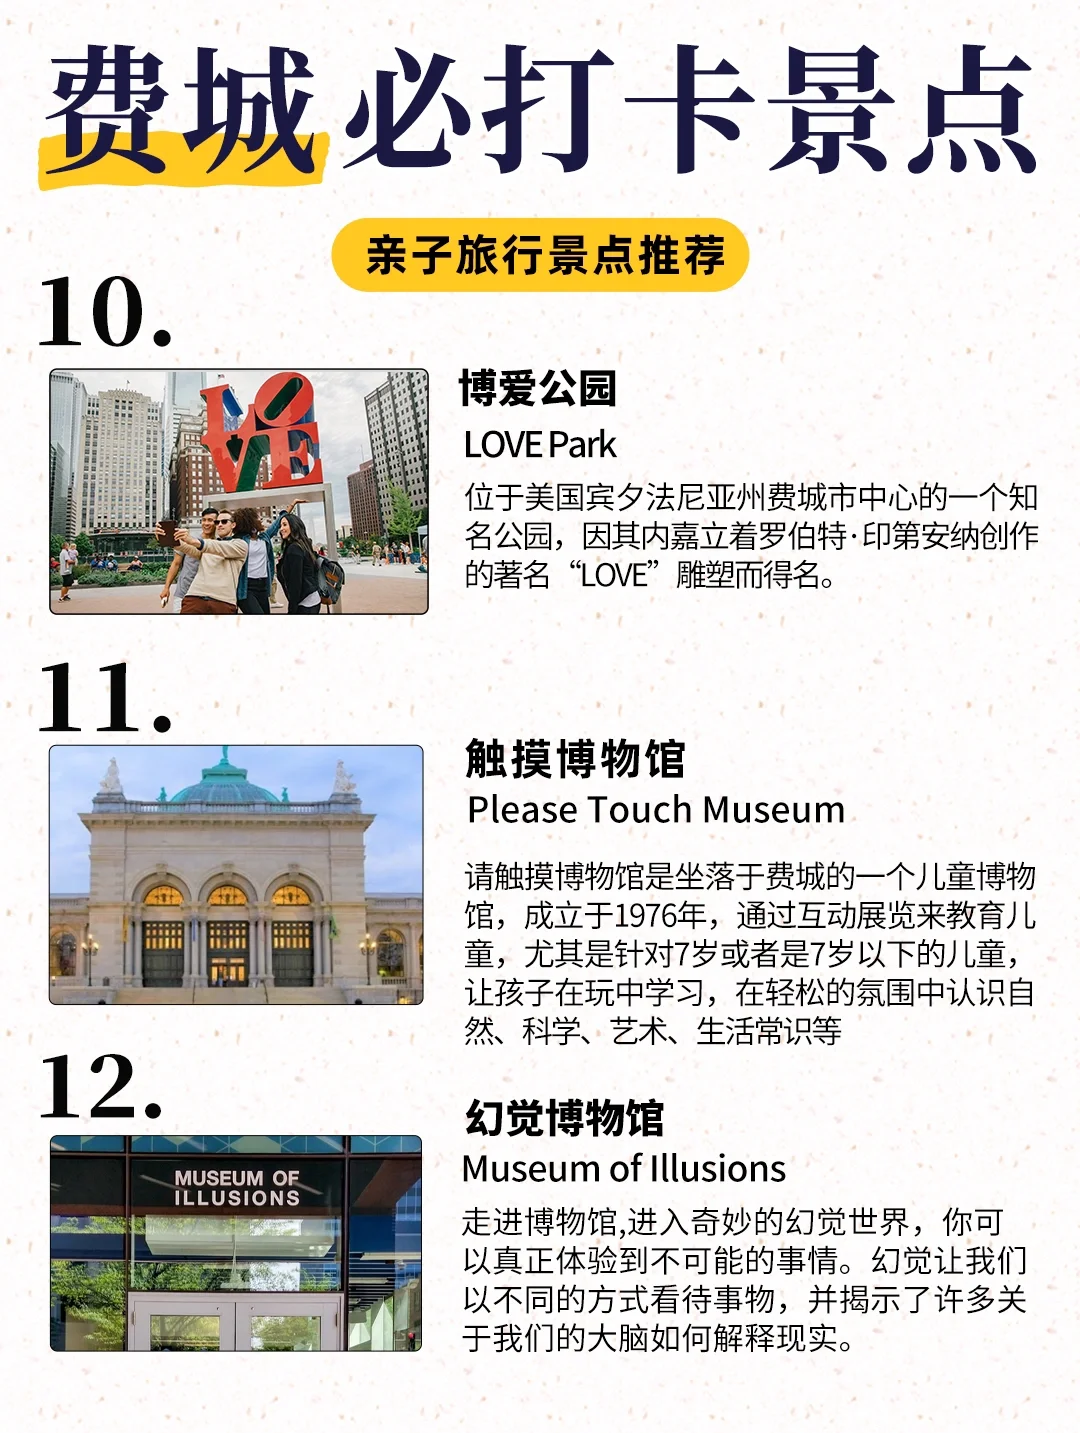 费城必打卡景点
亲子旅行景点推荐
10.
LOVE
博爱公园
LOVE Park
位于美国宾夕法尼亚州费城市中心的一个知
名公园，因其内嘉立着罗伯特·印第安纳创作
的著名“LOVE”雕塑而得名。
11.
触摸博物馆
Please Touch Museum
请触摸博物馆是坐落于费城的一个儿童博物
馆，成立于1976年，通过互动展览来教育儿
童，尤其是针对7岁或者是7岁以下的儿童，
让孩子在玩中学习，在轻松的氛围中认识自
然、科学、艺术、生活常识等
12.
MUSEUM OF
ILLUSIONS
幻觉博物馆
Museum of Illusions
走进博物馆,进入奇妙的幻觉世界，你可
以真正体验到不可能的事情。幻觉让我们
以不同的方式看待事物，并揭示了许多关
于我们的大脑如何解释现实。